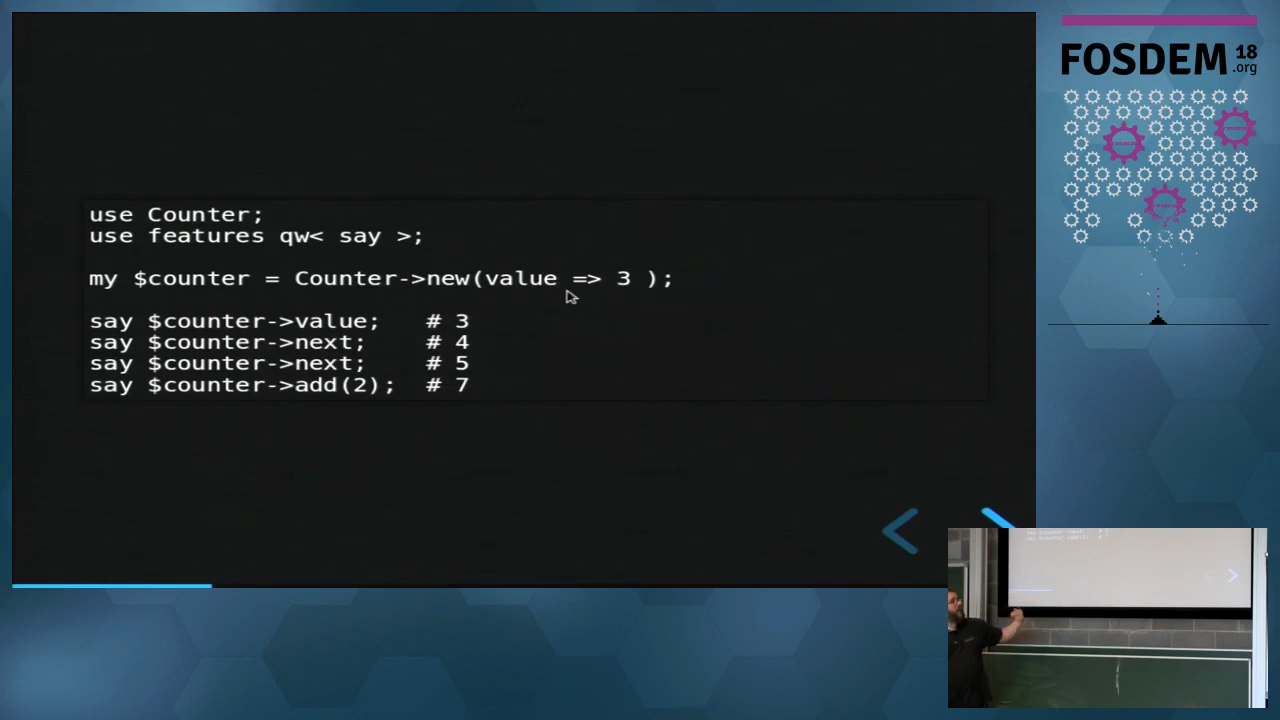 use Counter;
use features qw< say >;
my $counter = Counter->new(value => 3 );
say $counter->value;    # 3
say $counter->next;     # 4
say $counter->next;     # 5
say $counter->add(2);   # 7
FOSDEM 18
.org